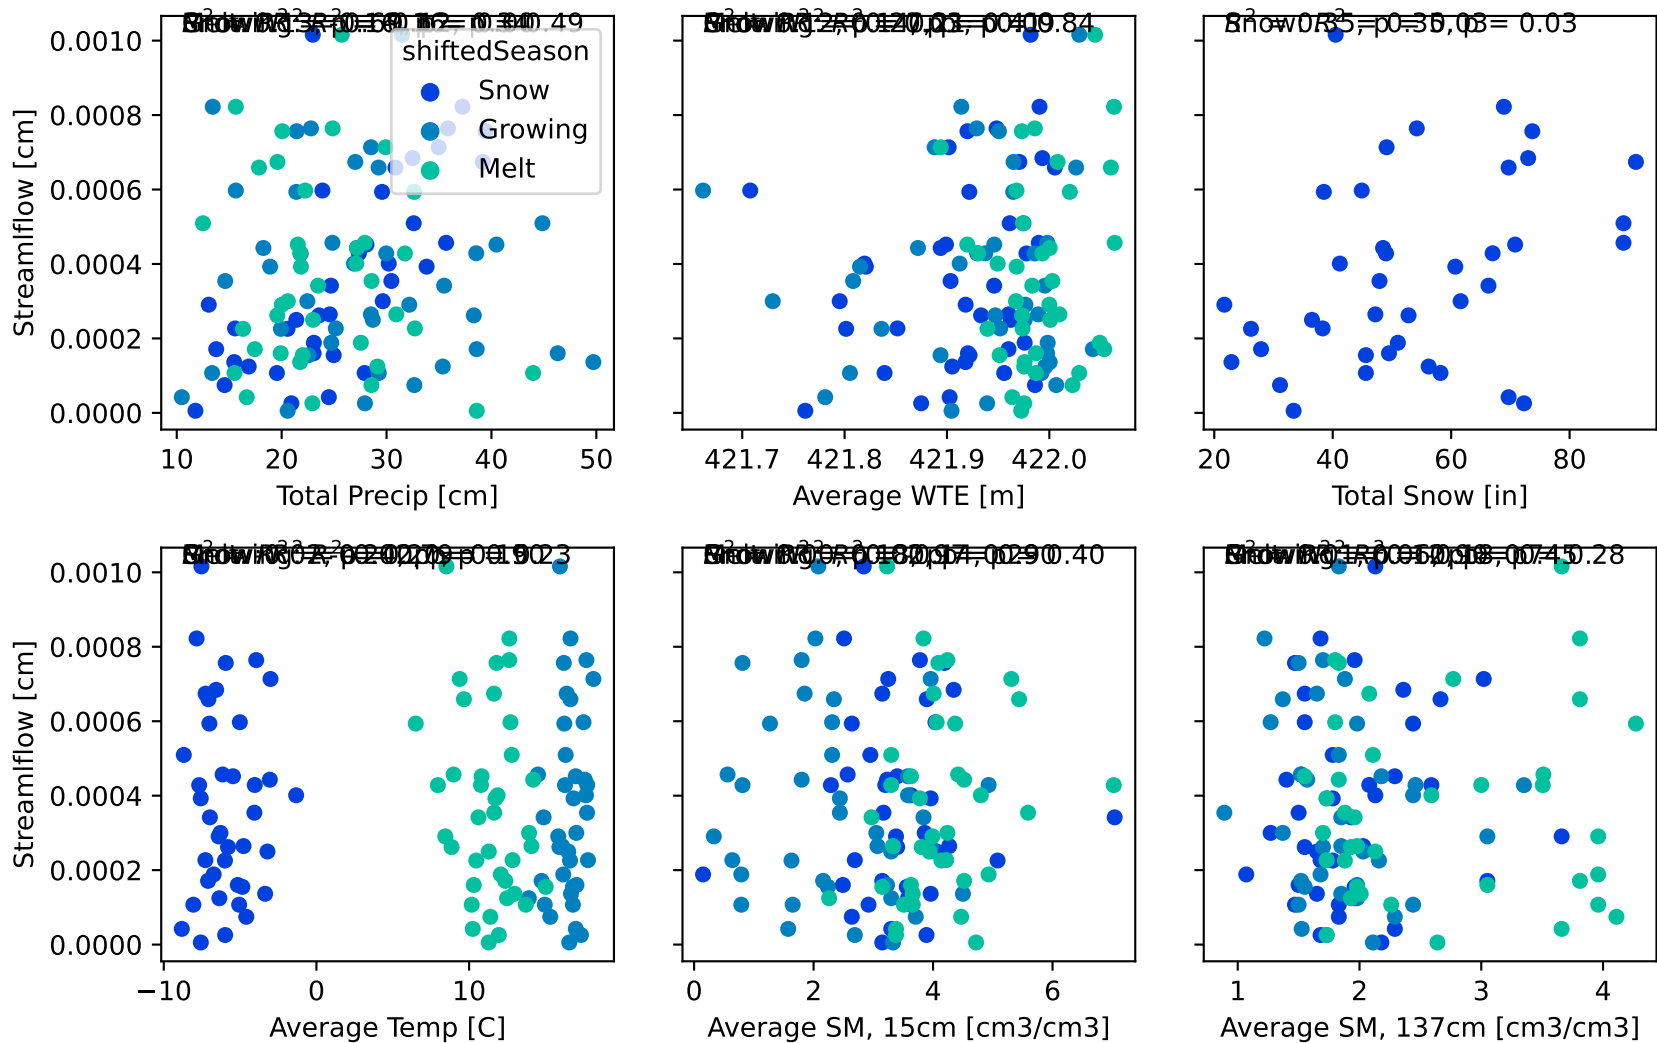 shiftedSeason
Snow
Growing
Melt
0.0010
0.0008
0.0006
0.0004
0.0002
0.0000
Streamlflow [cm]
10 20 30 40 50
Total Precip [cm]
421.7 421.8 421.9 422.0
Average WTE [m]
20 40 60 80
Total Snow [in]
0.0010
0.0008
0.0006
0.0004
0.0002
0.0000
Streamlflow [cm]
−10 0 10
Average Temp [C]
0 2 4 6
Average SM, 15cm [cm3/cm3]
1 2 3 4
Average SM, 137cm [cm3/cm3]